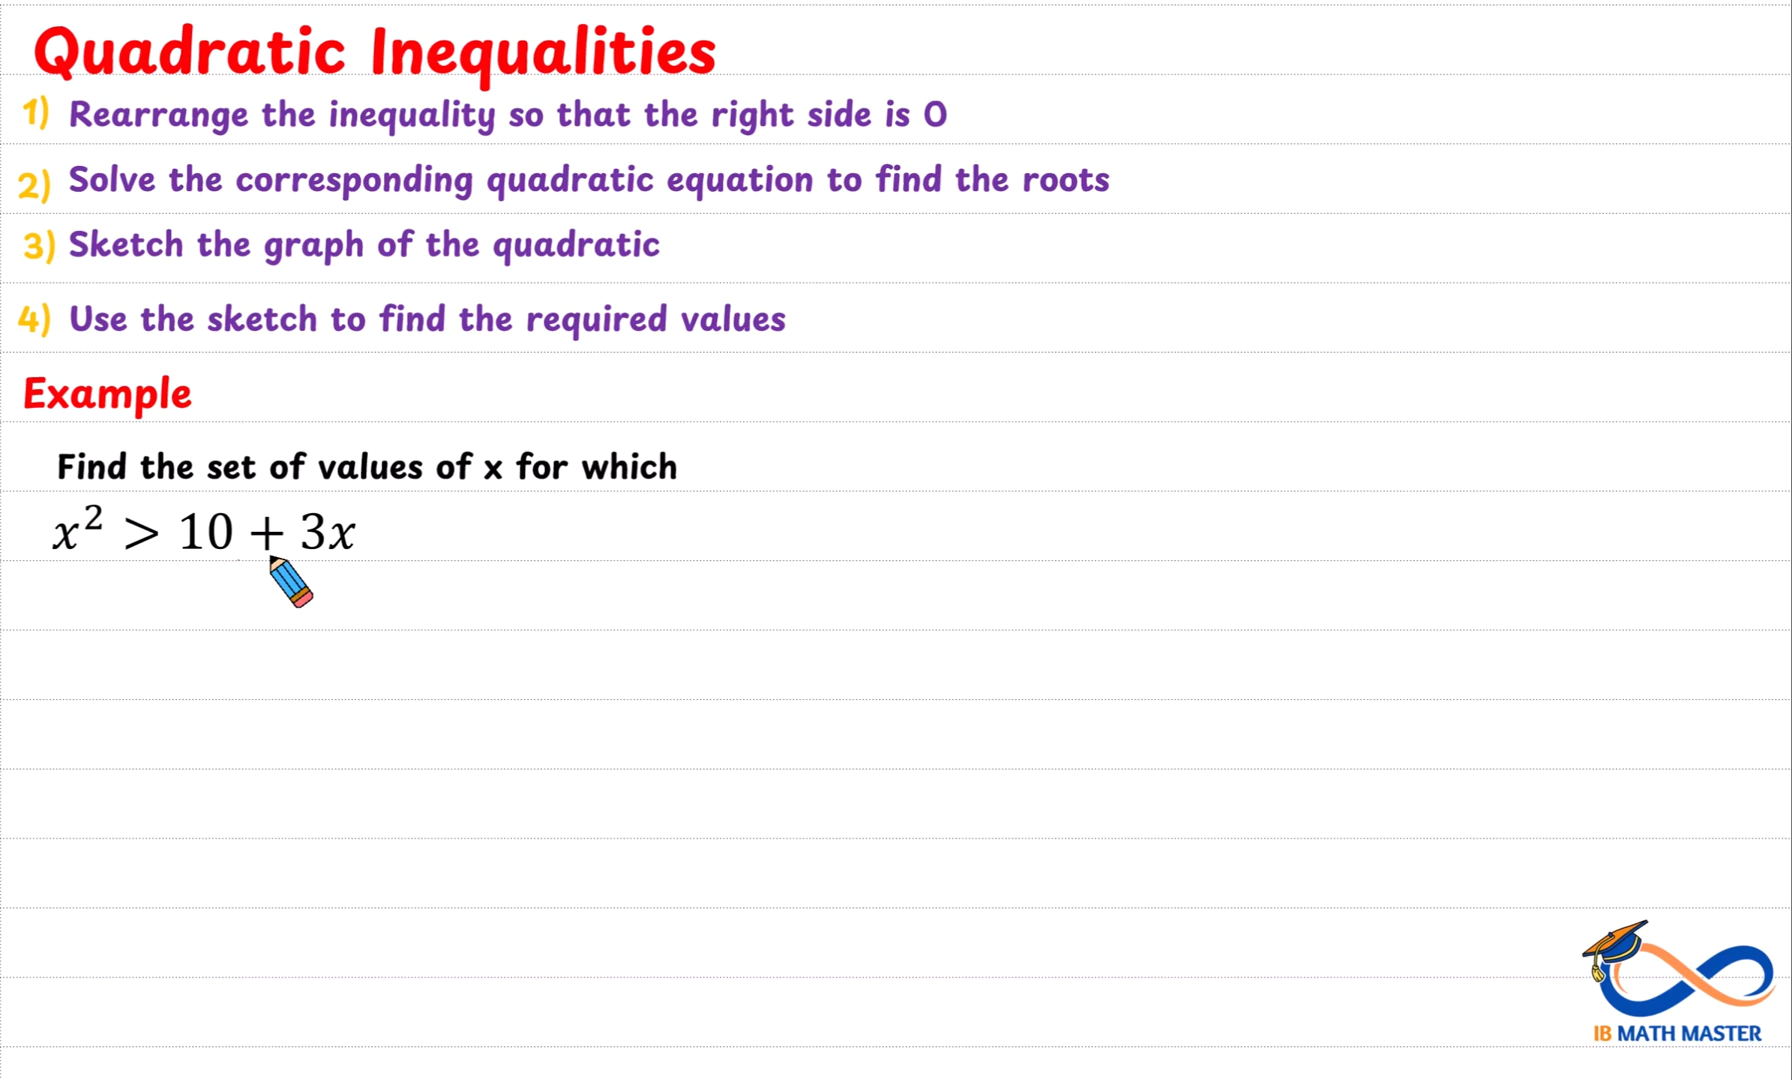 Quadratic Inequalities
1) Rearrange the inequality so that the right side is 0
2) Solve the corresponding quadratic equation to find the roots
3) Sketch the graph of the quadratic
4) Use the sketch to find the required values
Example
Find the set of values of x for which
x² > 10 + 3x
IB MATH MASTER